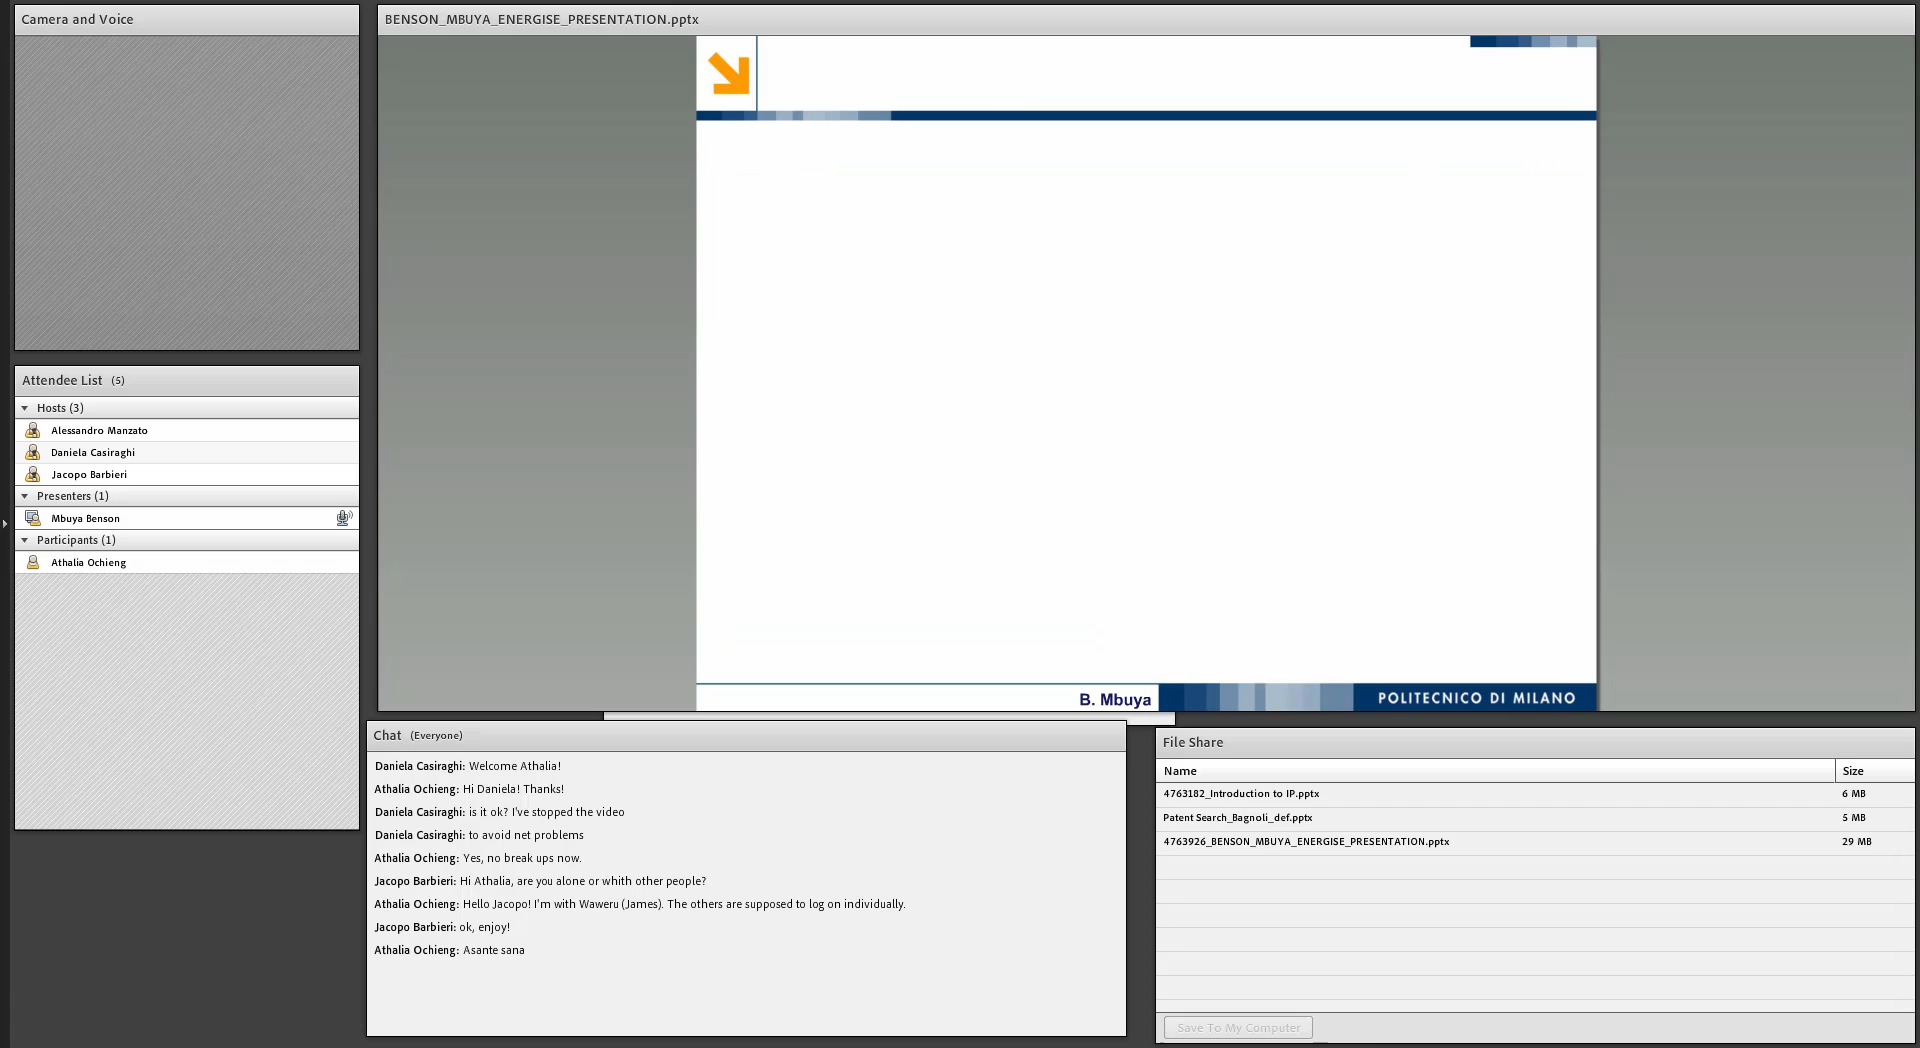 Camera and Voice
BENSON_MBUYA_ENERGISE_PRESENTATION.pptx
Attendee List (5)
Hosts (3)
Alessandro Manzato
Daniela Casiraghi
Jacopo Barbieri
Presenters (1)
Mbuya Benson
Participants (1)
Athalia Ochieng
B. Mbuya
POLITECNICO DI MILANO
Chat (Everyone)
Daniela Casiraghi: Welcome Athalia!
Athalia Ochieng: Hi Daniela! Thanks!
Daniela Casiraghi: is it ok? I've stopped the video
Daniela Casiraghi: to avoid net problems
Athalia Ochieng: Yes, no break ups now.
Jacopo Barbieri: Hi Athalia, are you alone or whith other people?
Athalia Ochieng: Hello Jacopo! I'm with Waweru (James). The others are supposed to log on individually.
Jacopo Barbieri: ok, enjoy!
Athalia Ochieng: Asante sana
File Share
Name Size
4763182_Introduction to IP.pptx 6 MB
Patent Search_Bagnoli_def.pptx 5 MB
4763926_BENSON_MBUYA_ENERGISE_PRESENTATION.pptx 29 MB
Save To My Computer